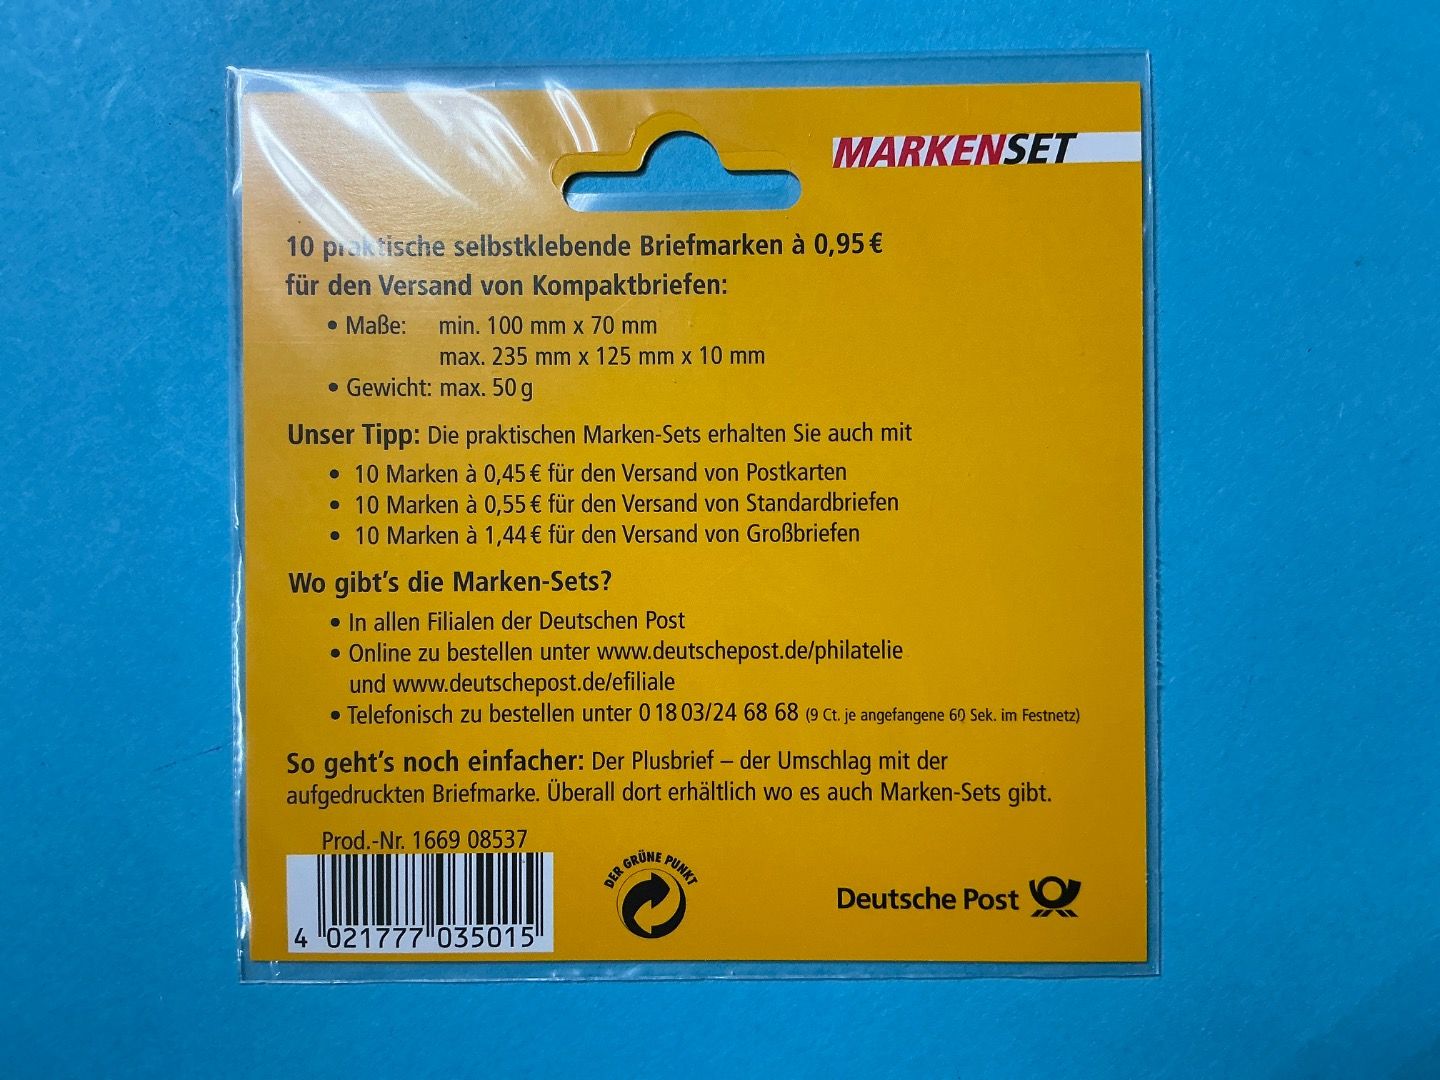 MARKENSET
10 praktische selbstklebende Briefmarken à 0,95 €
für den Versand von Kompaktbriefen:
• Maße: min. 100 mm x 70 mm
max. 235 mm x 125 mm x 10 mm
• Gewicht: max. 50 g
Unser Tipp: Die praktischen Marken-Sets erhalten Sie auch mit
• 10 Marken à 0,45 € für den Versand von Postkarten
• 10 Marken à 0,55 € für den Versand von Standardbriefen
• 10 Marken à 1,44 € für den Versand von Großbriefen
Wo gibt's die Marken-Sets?
• In allen Filialen der Deutschen Post
• Online zu bestellen unter www.deutschepost.de/philatelie
und www.deutschepost.de/efiliale
• Telefonisch zu bestellen unter 0 18 03/24 68 68 (9 Ct. je angefangene 60 Sek. im Festnetz)
So geht's noch einfacher: Der Plusbrief – der Umschlag mit der
aufgedruckten Briefmarke. Überall dort erhältlich wo es auch Marken-Sets gibt.
Prod.-Nr. 1669 08537
4 021777 035015
DER GRÜNE PUNKT
Deutsche Post